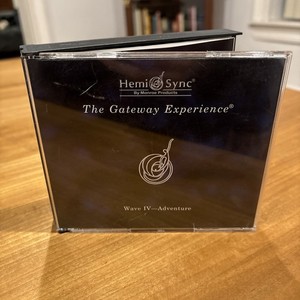 Hemi Sync®
By Monroe Products
The Gateway Experience®
Wave IV—Adventure